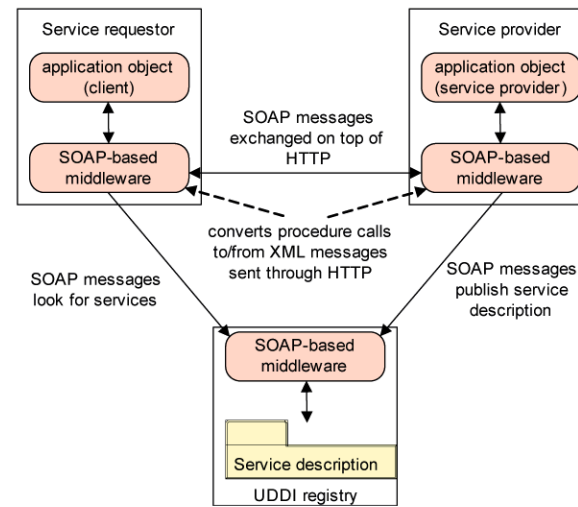 Service requestor
application object
(client)
SOAP-based
middleware
Service provider
application object
(service provider)
SOAP-based
middleware
SOAP messages
exchanged on top of
HTTP
converts procedure calls
to/from XML messages
sent through HTTP
SOAP messages
look for services
SOAP messages
publish service
description
SOAP-based
middleware
Service description
UDDI registry